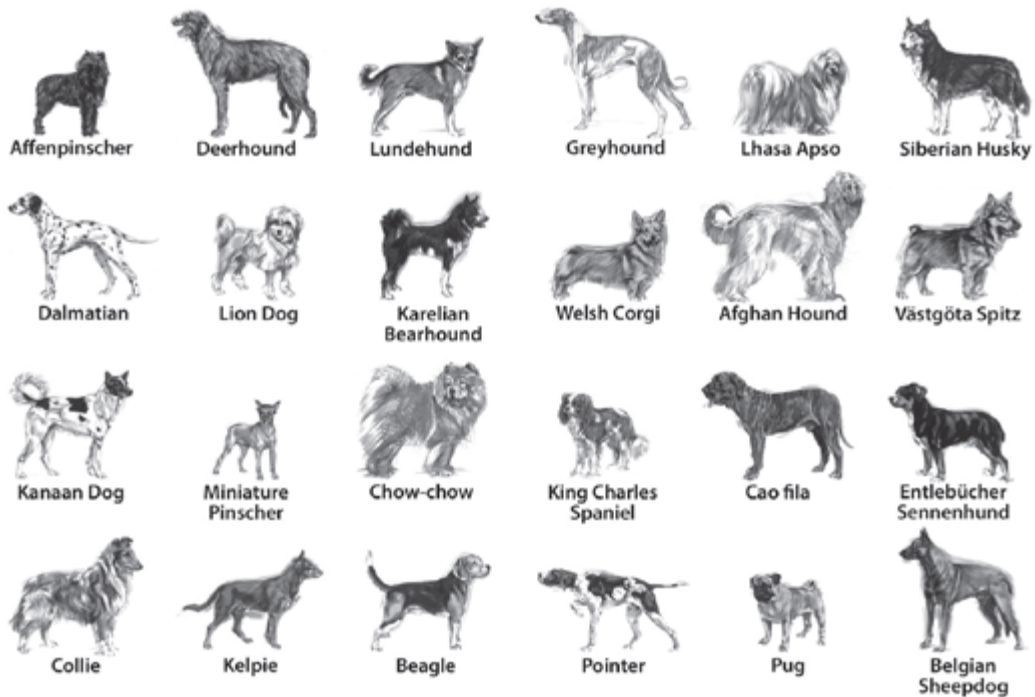 Affenpinscher
Deerhound
Lundehund
Greyhound
Lhasa Apso
Siberian Husky
Dalmatian
Lion Dog
Karelian
Bearhound
Welsh Corgi
Afghan Hound
Västgöta Spitz
Kanaan Dog
Miniature
Pinscher
Chow-chow
King Charles
Spaniel
Cao fila
Entlebücher
Sennenhund
Collie
Kelpie
Beagle
Pointer
Pug
Belgian
Sheepdog